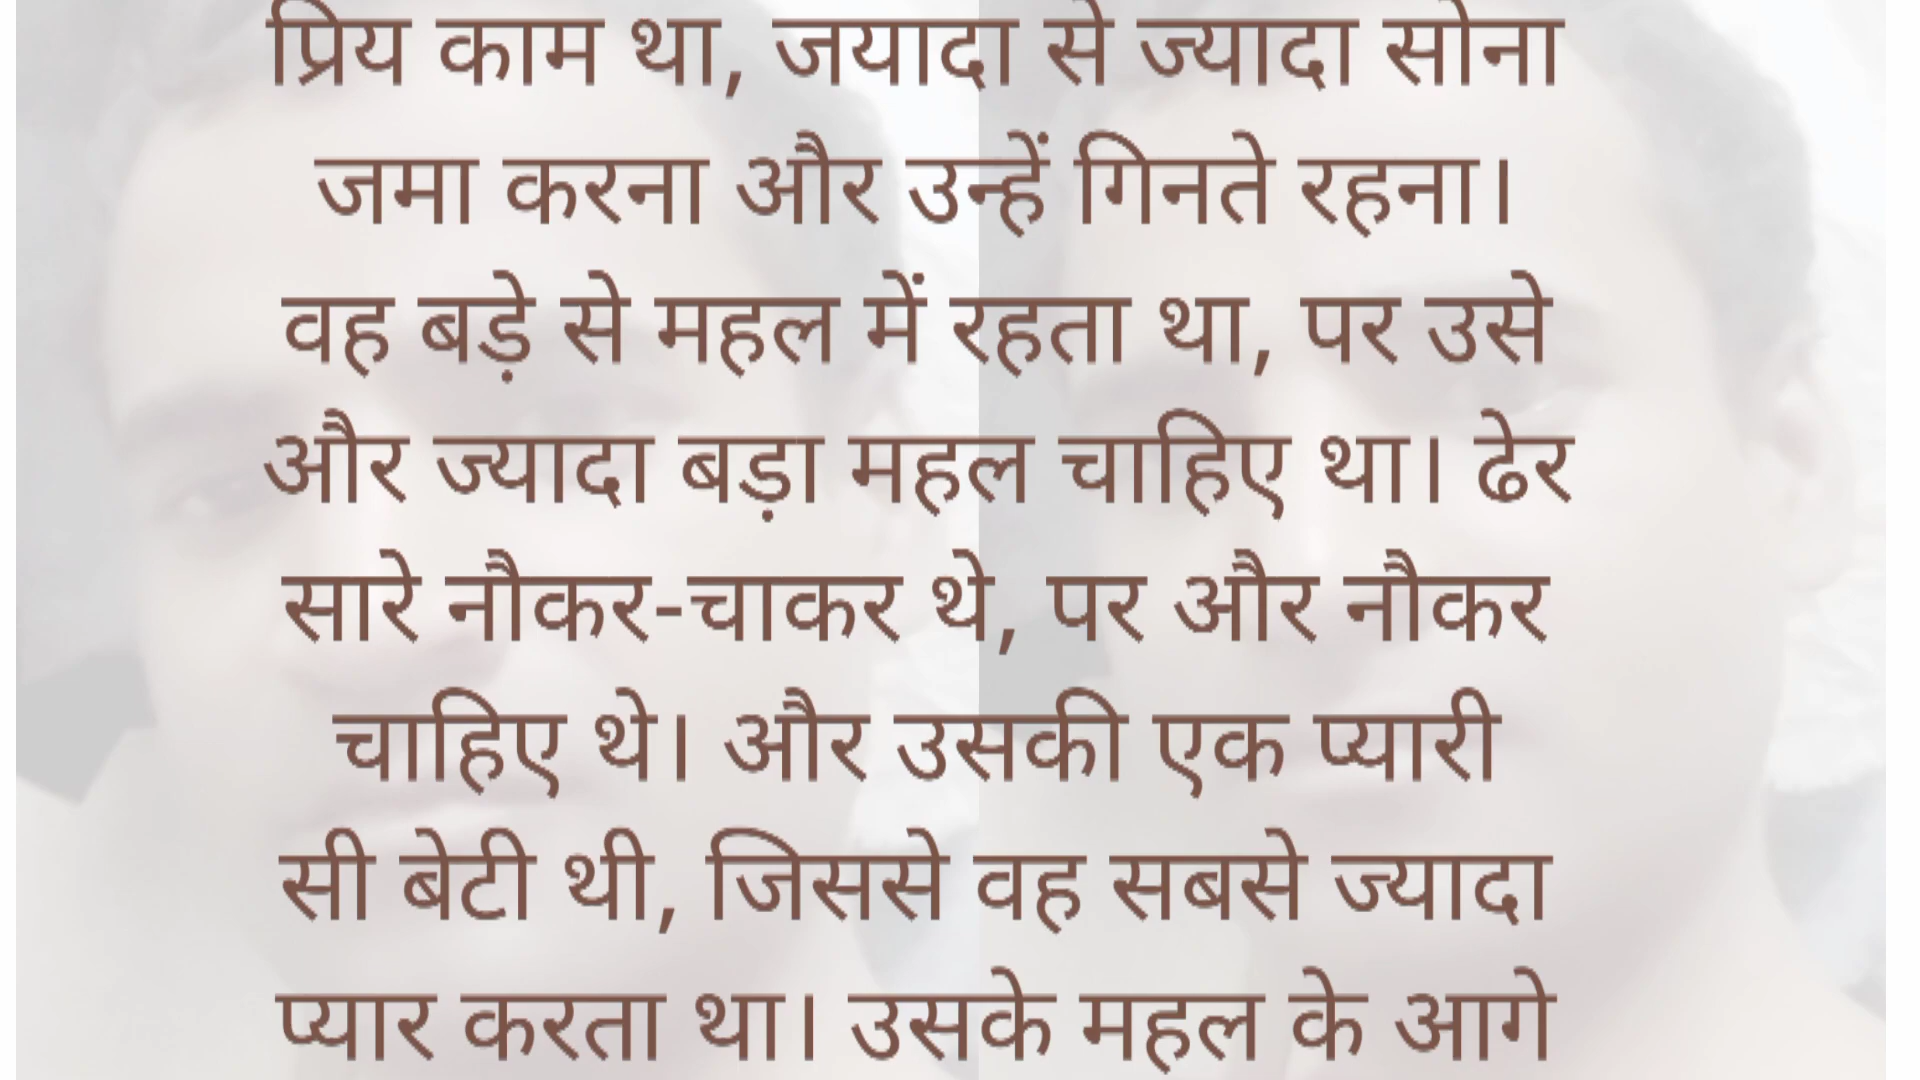 प्रिय काम था, जयादा से ज्यादा सोना
जमा करना और उन्हें गिनते रहना।
वह बड़े से महल में रहता था, पर उसे
और ज्यादा बड़ा महल चाहिए था। ढेर
सारे नौकर-चाकर थे, पर और नौकर
चाहिए थे। और उसकी एक प्यारी
सी बेटी थी, जिससे वह सबसे ज्यादा
प्यार करता था। उसके महल के आगे